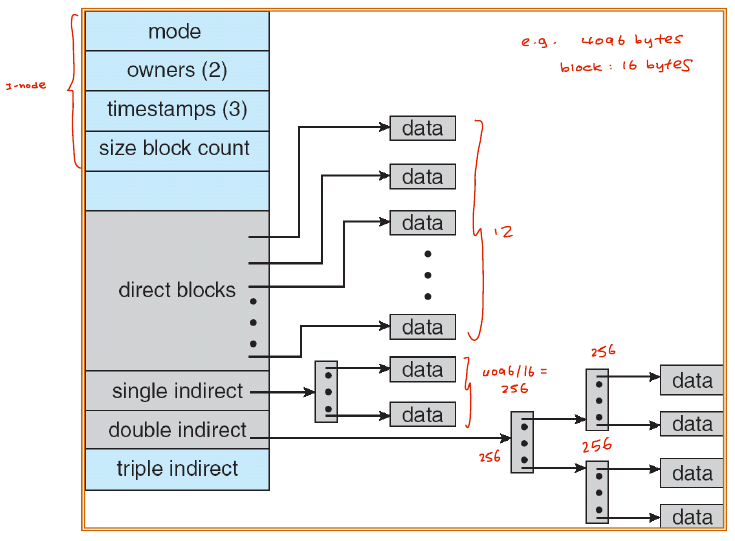 mode
e.g. 4096 bytes
owners (2)
block : 16 bytes
I-node
timestamps (3)
size block count
data
data
data
12
direct blocks
data
256
data
4096/16 =
256
single indirect
data
data
data
double indirect
256
256
triple indirect
data
data